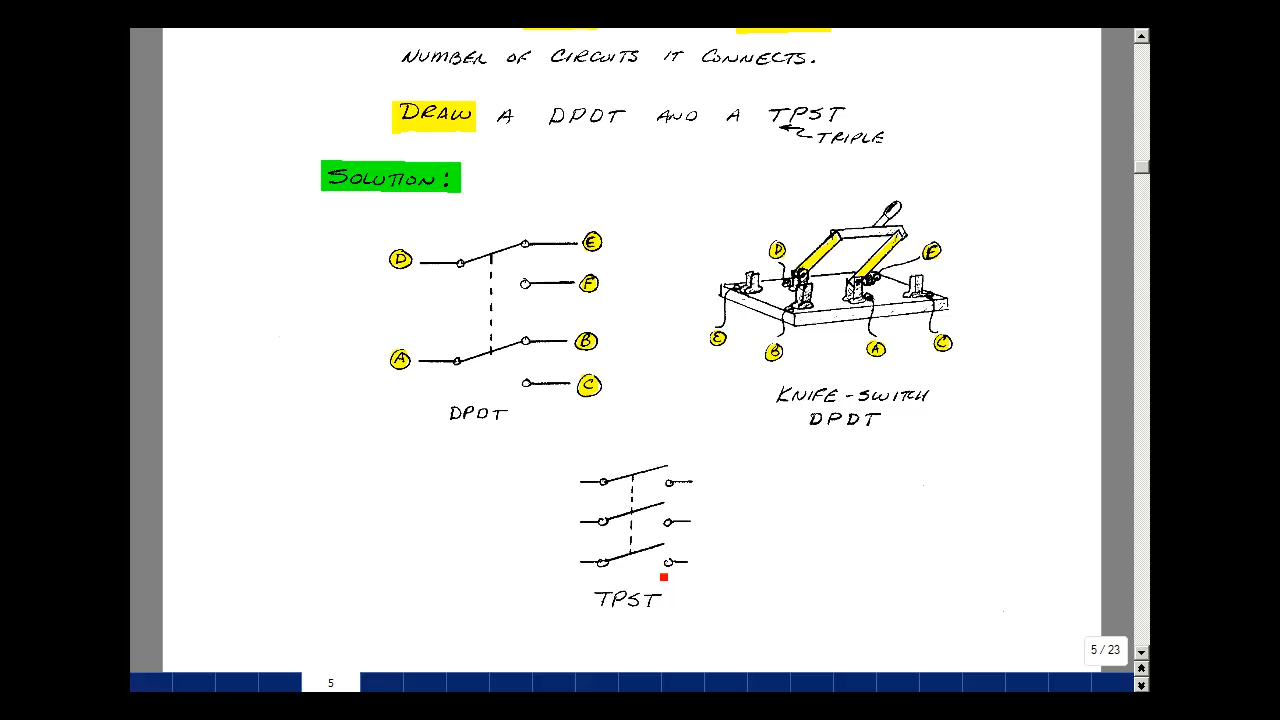 NUMBER OF CIRCUITS IT CONNECTS.
DRAW A DPDT AND A TPST
TRIPLE
SOLUTION:
D
E
F
A
B
C
DPDT
D
F
E
B
A
C
KNIFE-SWITCH
DPDT
TPST
5 / 23
5